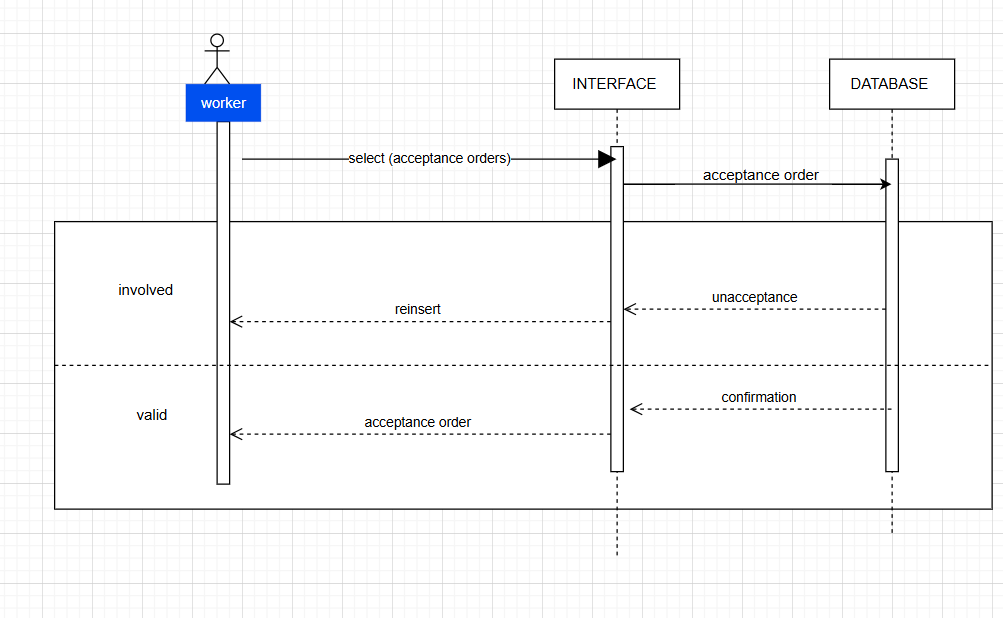 worker
INTERFACE
DATABASE
select (acceptance orders)
acceptance order
involved
unacceptance
reinsert
valid
confirmation
acceptance order